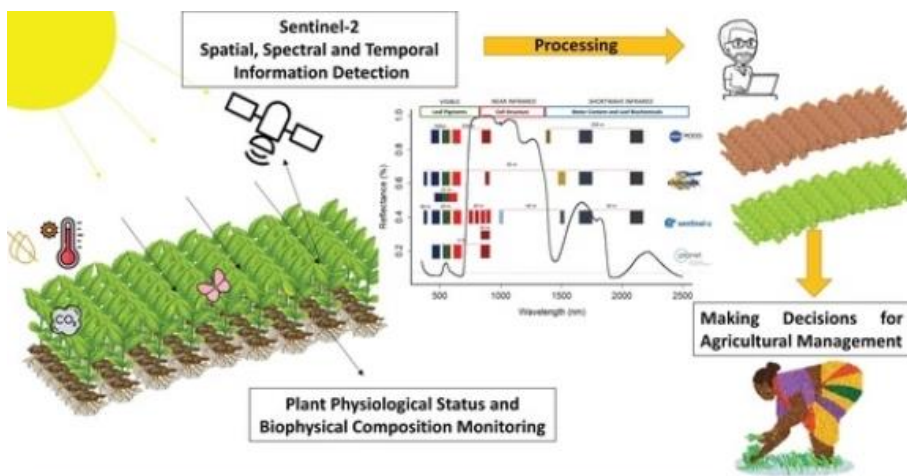 Sentinel-2
Spatial, Spectral and Temporal
Information Detection
Processing
VISIBLE
NEAR INFRARED
SHORTWAVE INFRARED
Leaf Pigments
Cell Structure
Water Content and Leaf Biochemicals
Reflectance (%)
1.0
0.8
0.6
0.4
0.2
MODIS
sentinel-2
planet
500
1000
1500
2000
2500
Wavelength (nm)
CO₂
Making Decisions for
Agricultural Management
Plant Physiological Status and
Biophysical Composition Monitoring